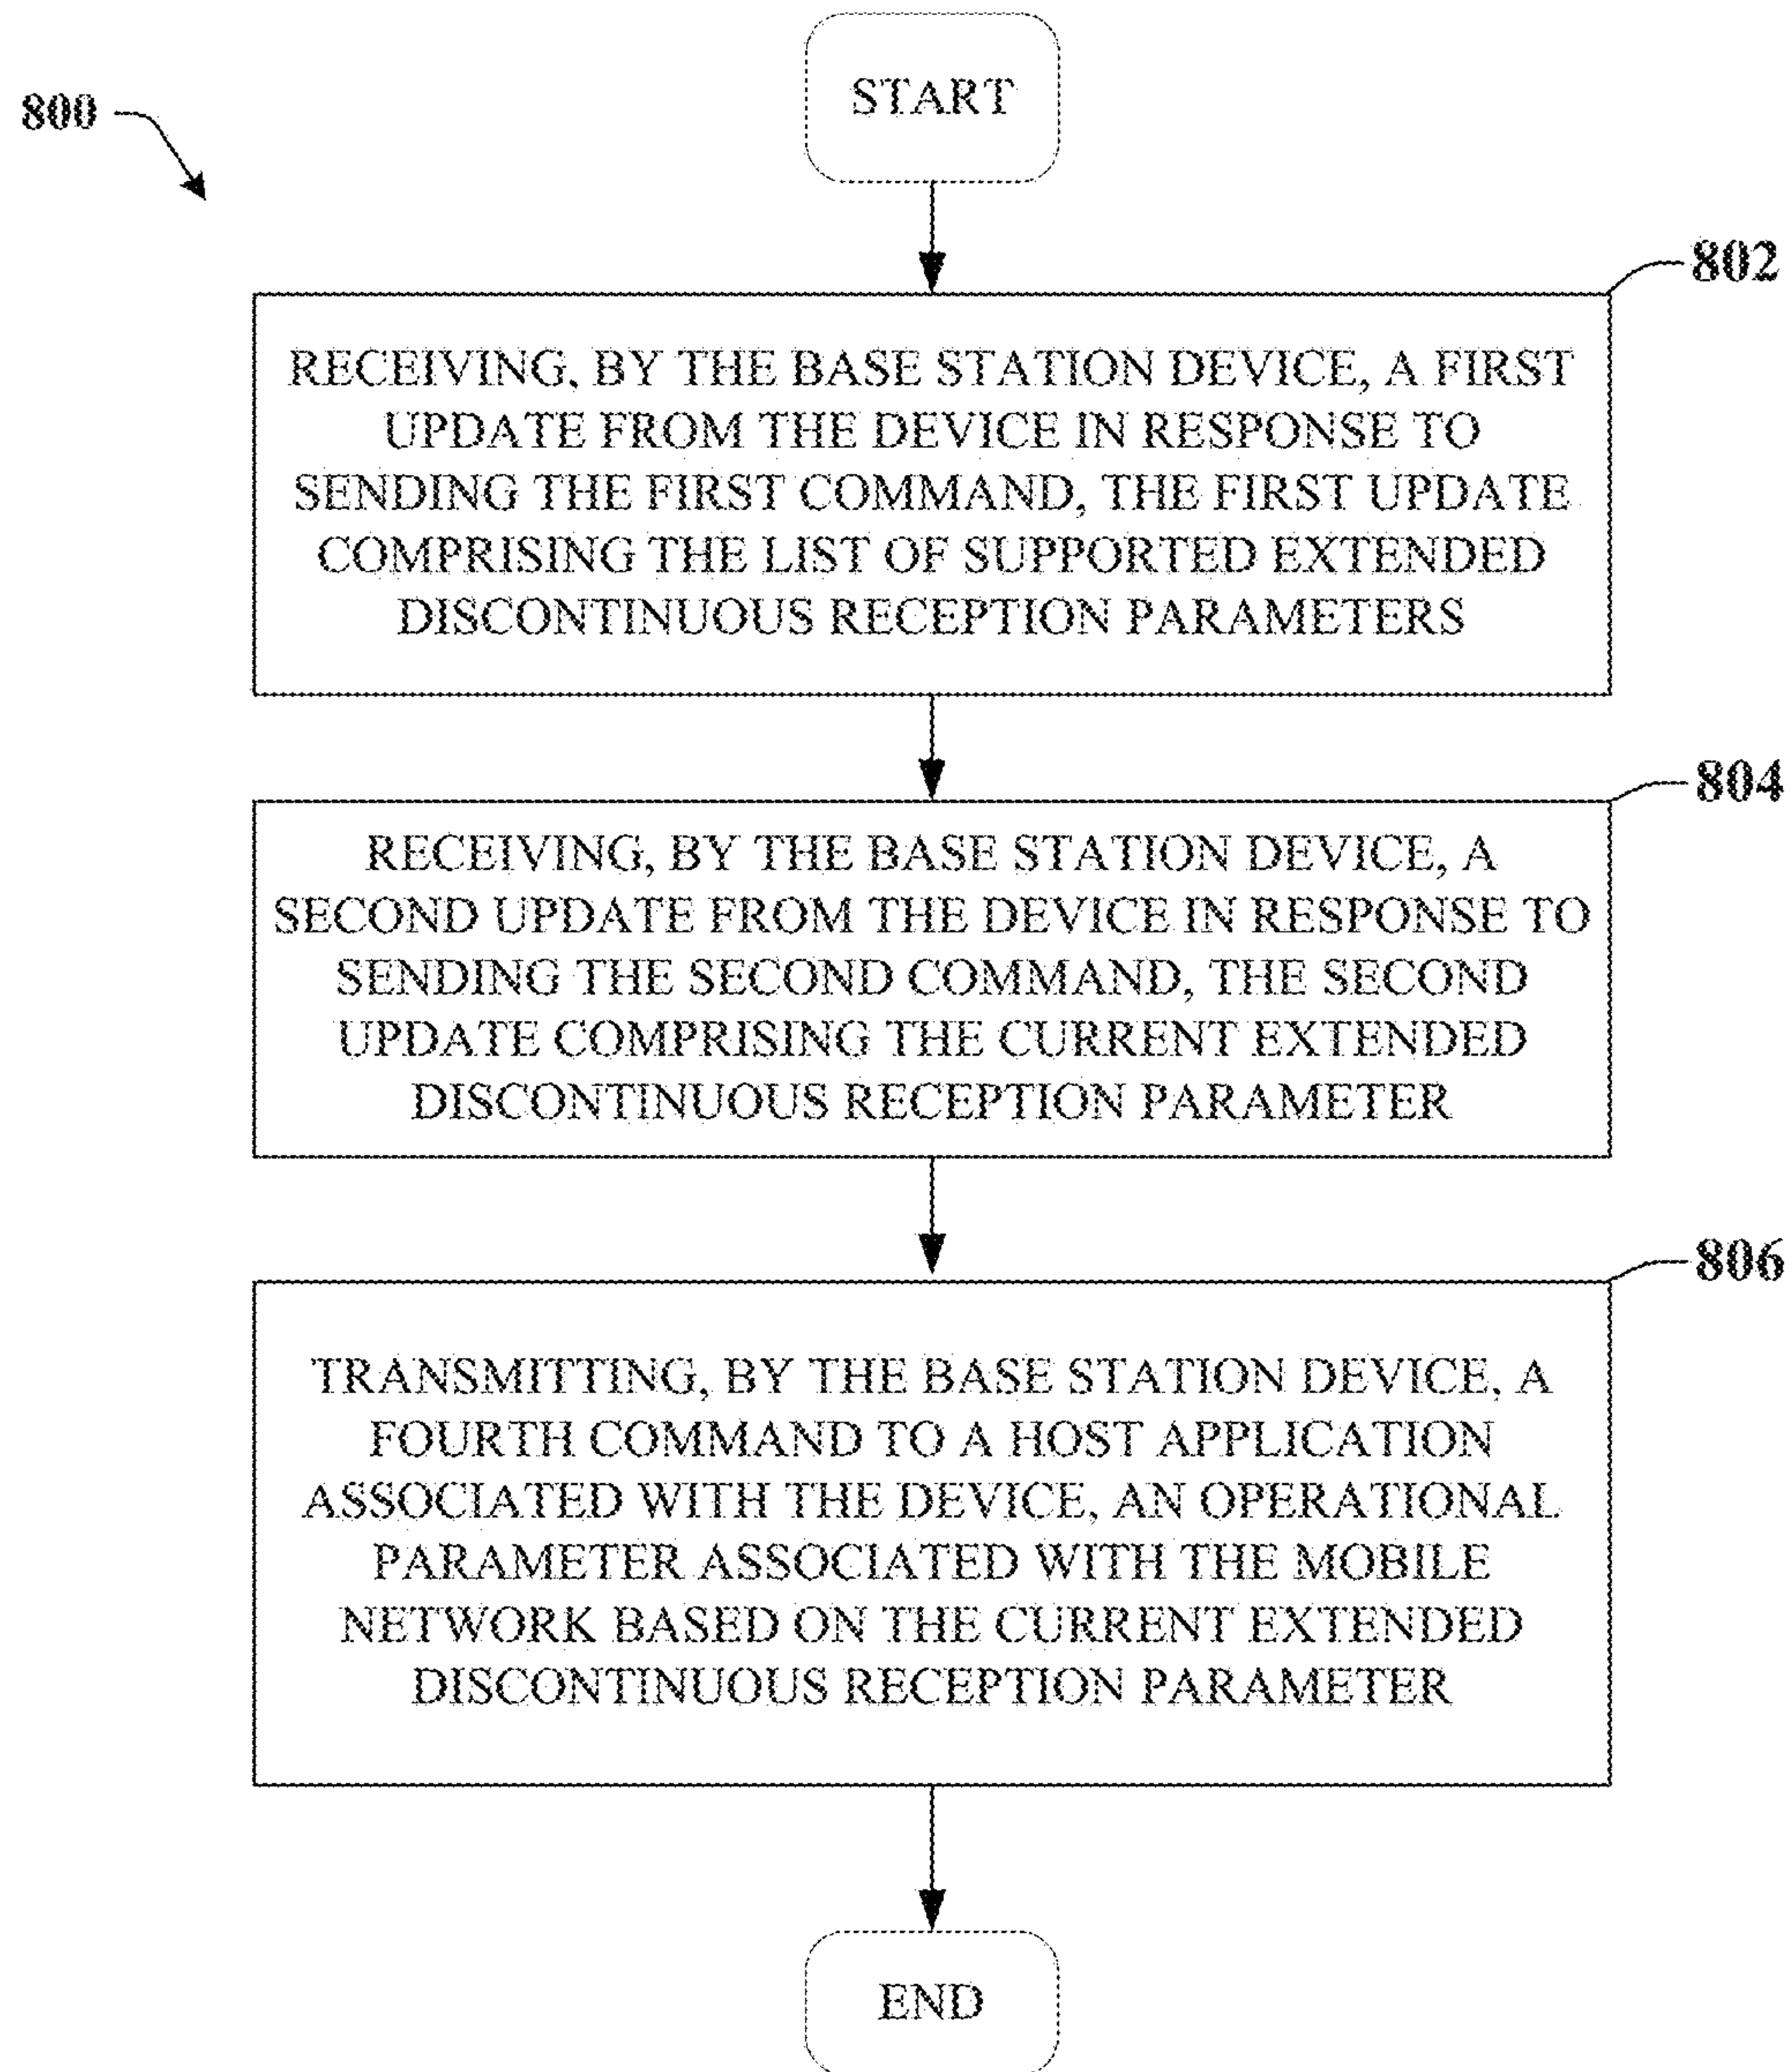 START
800
802
RECEIVING, BY THE BASE STATION DEVICE, A FIRST
UPDATE FROM THE DEVICE IN RESPONSE TO
SENDING THE FIRST COMMAND, THE FIRST UPDATE
COMPRISING THE LIST OF SUPPORTED EXTENDED
DISCONTINUOUS RECEPTION PARAMETERS
804
RECEIVING, BY THE BASE STATION DEVICE, A
SECOND UPDATE FROM THE DEVICE IN RESPONSE TO
SENDING THE SECOND COMMAND, THE SECOND
UPDATE COMPRISING THE CURRENT EXTENDED
DISCONTINUOUS RECEPTION PARAMETER
806
TRANSMITTING, BY THE BASE STATION DEVICE, A
FOURTH COMMAND TO A HOST APPLICATION
ASSOCIATED WITH THE DEVICE, AN OPERATIONAL
PARAMETER ASSOCIATED WITH THE MOBILE
NETWORK BASED ON THE CURRENT EXTENDED
DISCONTINUOUS RECEPTION PARAMETER
END